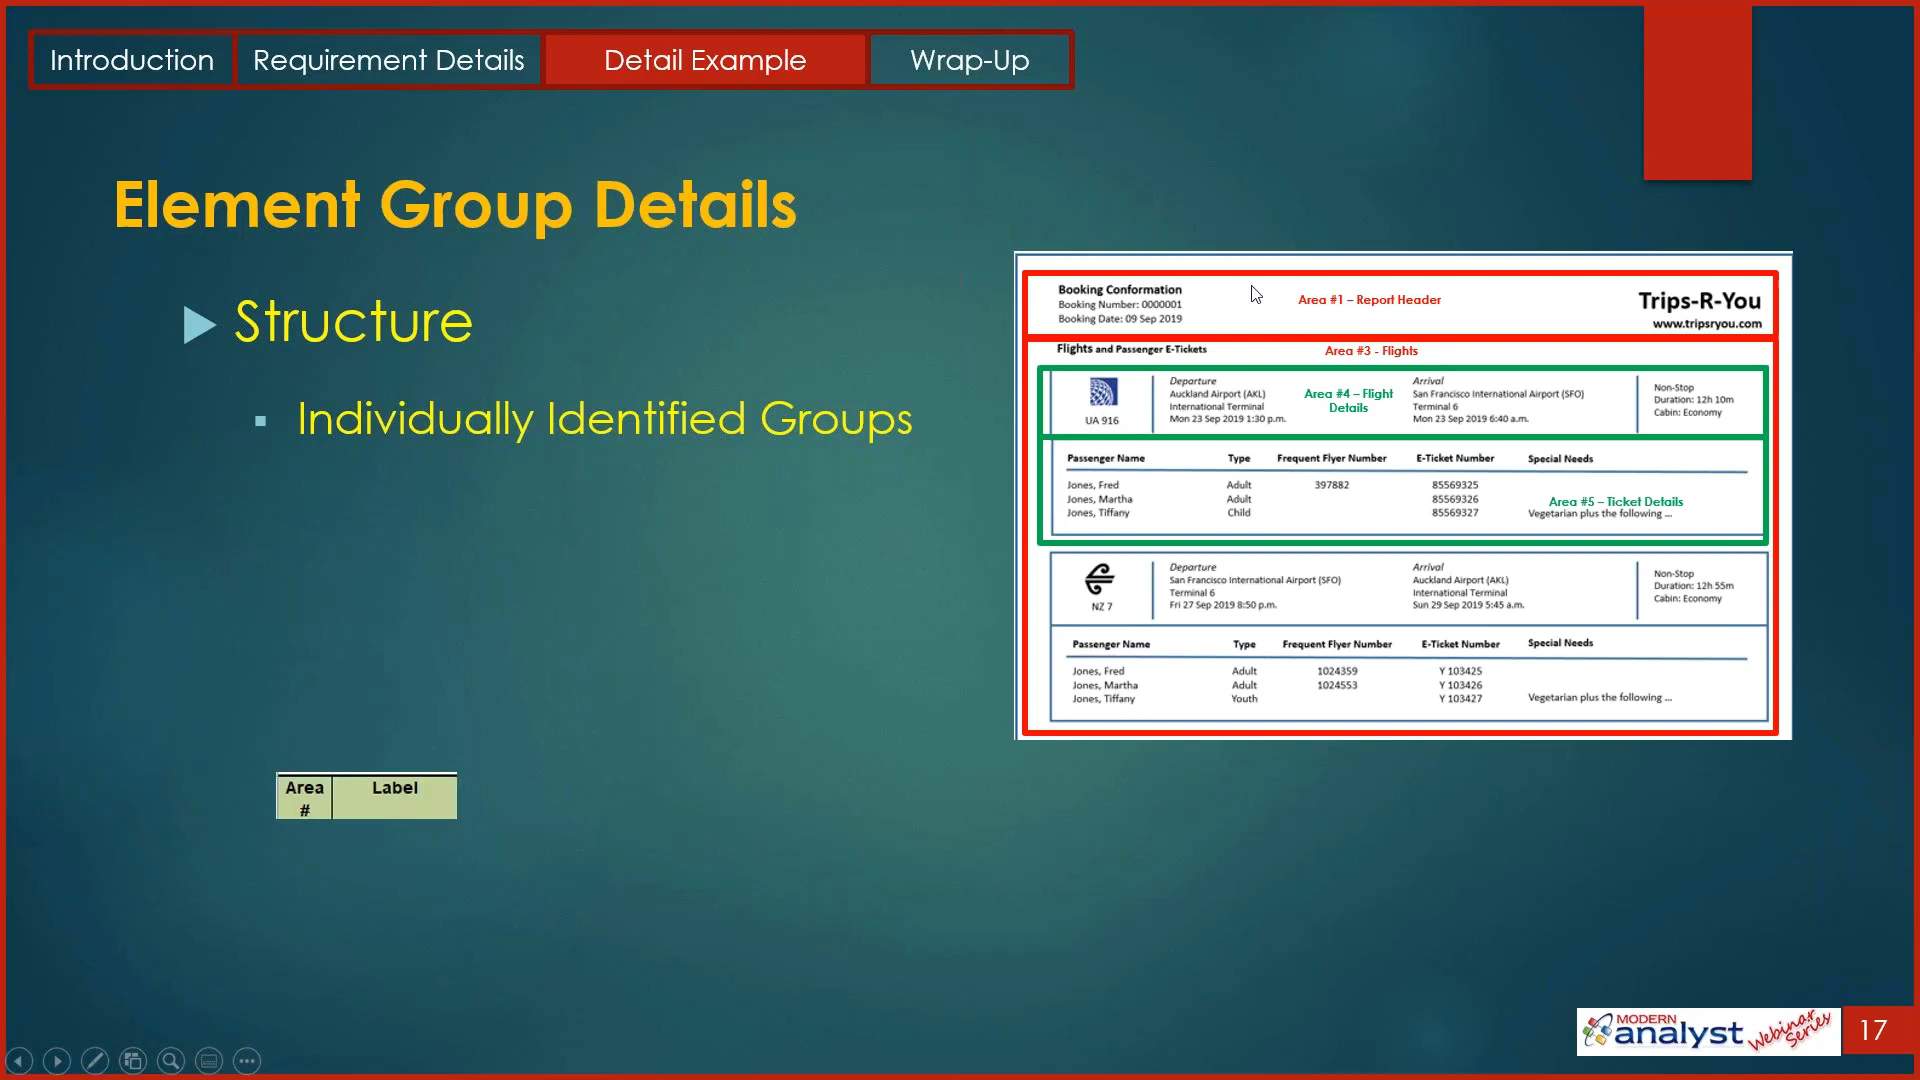 Introduction Requirement Details Detail Example Wrap-Up
Element Group Details
Structure
Individually Identified Groups
Area # Label
Booking Conformation
Booking Number: 0000001
Booking Date: 09 Sep 2019
Area #1 – Report Header
Trips-R-You
www.tripsryou.com
Flights and Passenger E-Tickets
Area #3 - Flights
UA 916
Departure
Auckland Airport (AKL)
International Terminal
Mon 23 Sep 2019 1:30 p.m.
Area #4 – Flight
Details
Arrival
San Francisco International Airport (SFO)
Terminal 6
Mon 23 Sep 2019 6:40 a.m.
Non-Stop
Duration: 12h 10m
Cabin: Economy
Passenger Name Type Frequent Flyer Number E-Ticket Number Special Needs
Jones, Fred Adult 397882 85569325
Jones, Martha Adult 85569326
Area #5 – Ticket Details
Jones, Tiffany Child 85569327 Vegetarian plus the following ...
NZ 7
Departure
San Francisco International Airport (SFO)
Terminal 6
Fri 27 Sep 2019 8:50 p.m.
Arrival
Auckland Airport (AKL)
International Terminal
Sun 29 Sep 2019 5:45 a.m.
Non-Stop
Duration: 12h 55m
Cabin: Economy
Passenger Name Type Frequent Flyer Number E-Ticket Number Special Needs
Jones, Fred Adult 1024359 Y 103425
Jones, Martha Adult 1024553 Y 103426
Jones, Tiffany Youth Y 103427 Vegetarian plus the following ...
MODERN
analyst Webinar Series
17